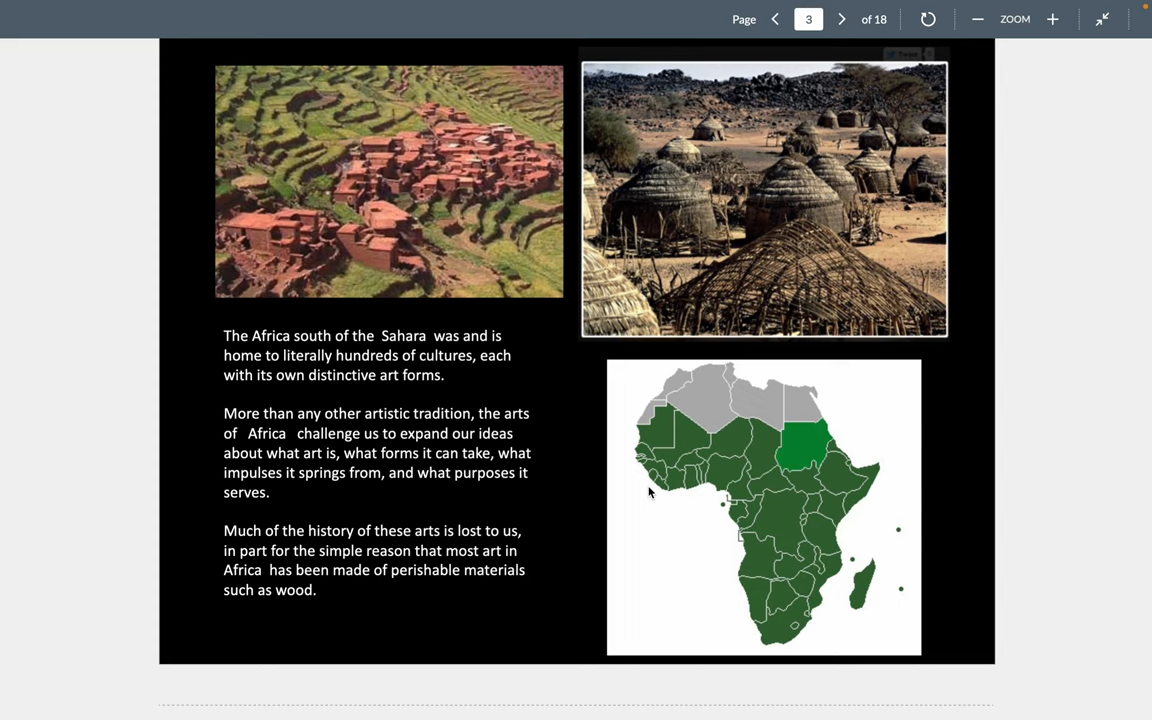 Page 3 of 18 ZOOM
The Africa south of the Sahara was and is
home to literally hundreds of cultures, each
with its own distinctive art forms.
More than any other artistic tradition, the arts
of Africa challenge us to expand our ideas
about what art is, what forms it can take, what
impulses it springs from, and what purposes it
serves.
Much of the history of these arts is lost to us,
in part for the simple reason that most art in
Africa has been made of perishable materials
such as wood.